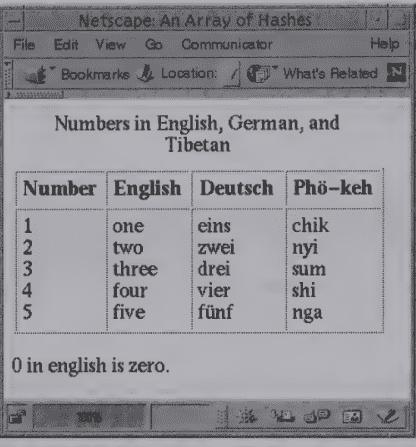 Netscape: An Array of Hashes
File Edit View Go Communicator Help
Bookmarks Location: What's Related N
Numbers in English, German, and
Tibetan
Number English Deutsch Phö-keh
1 one eins chik
2 two zwei nyi
3 three drei sum
4 four vier shi
5 five fünf nga
0 in english is zero.
100%